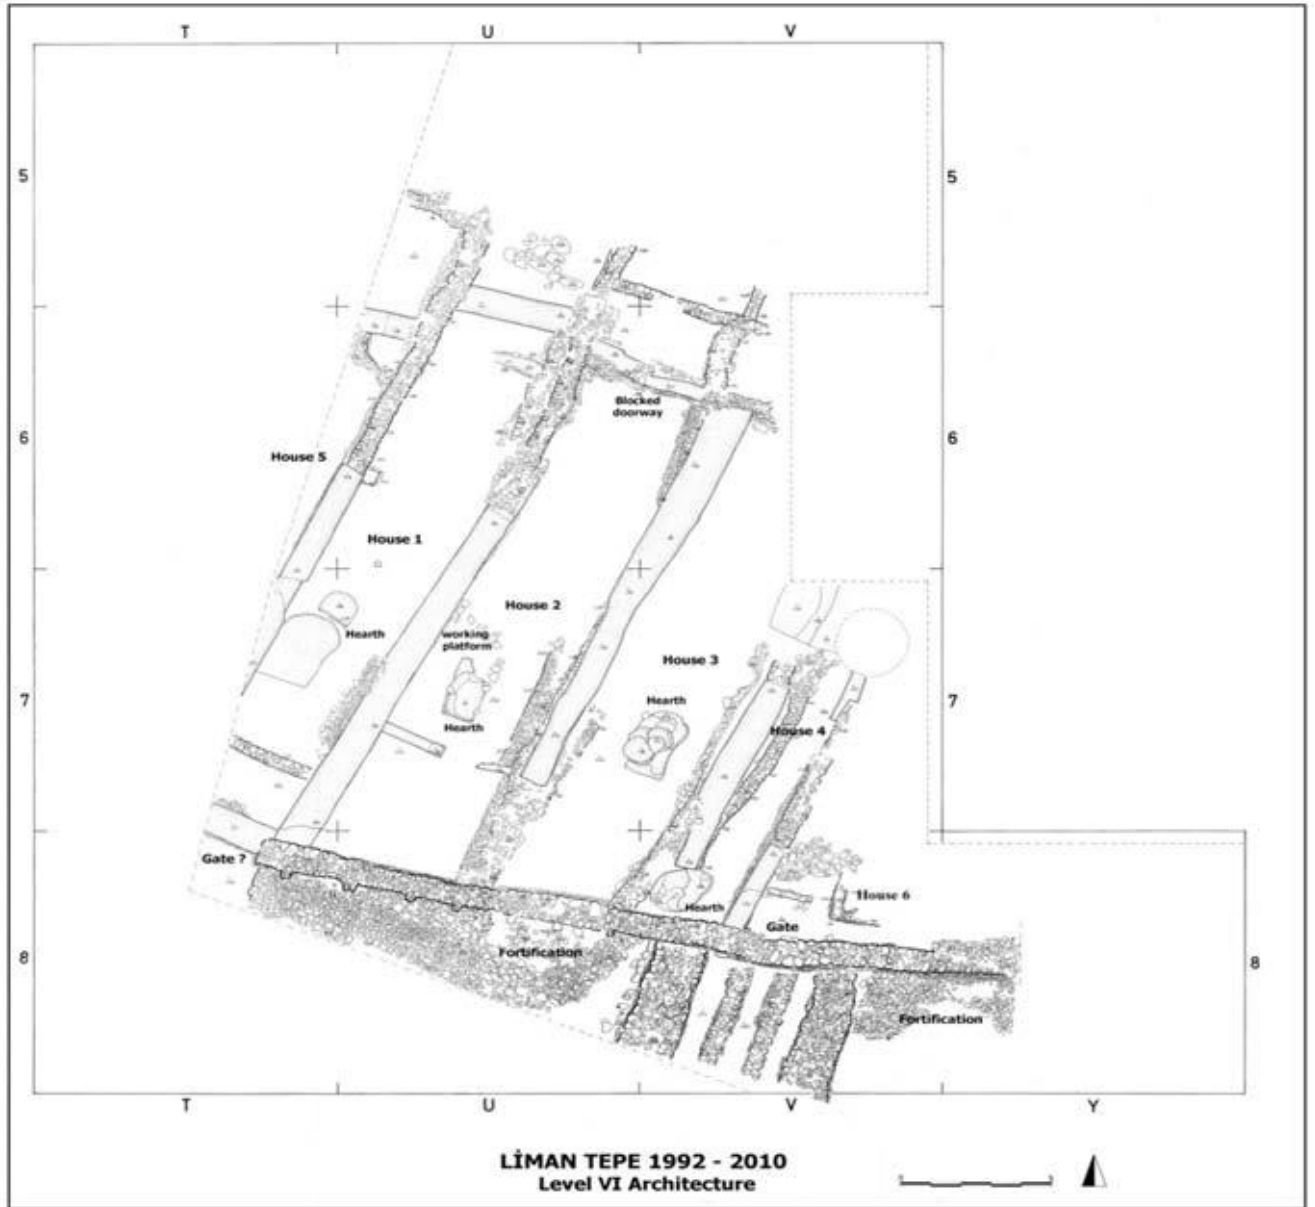 T U V
5 5
Blocked
doorway
6 6
House 5
House 1
House 2
Hearth
working
platform
House 3
7 7
Hearth
Hearth
House 4
Gate ?
House 6
Hearth
Gate
Fortification
8 8
Fortification
T U V Y
LİMAN TEPE 1992 - 2010
Level VI Architecture